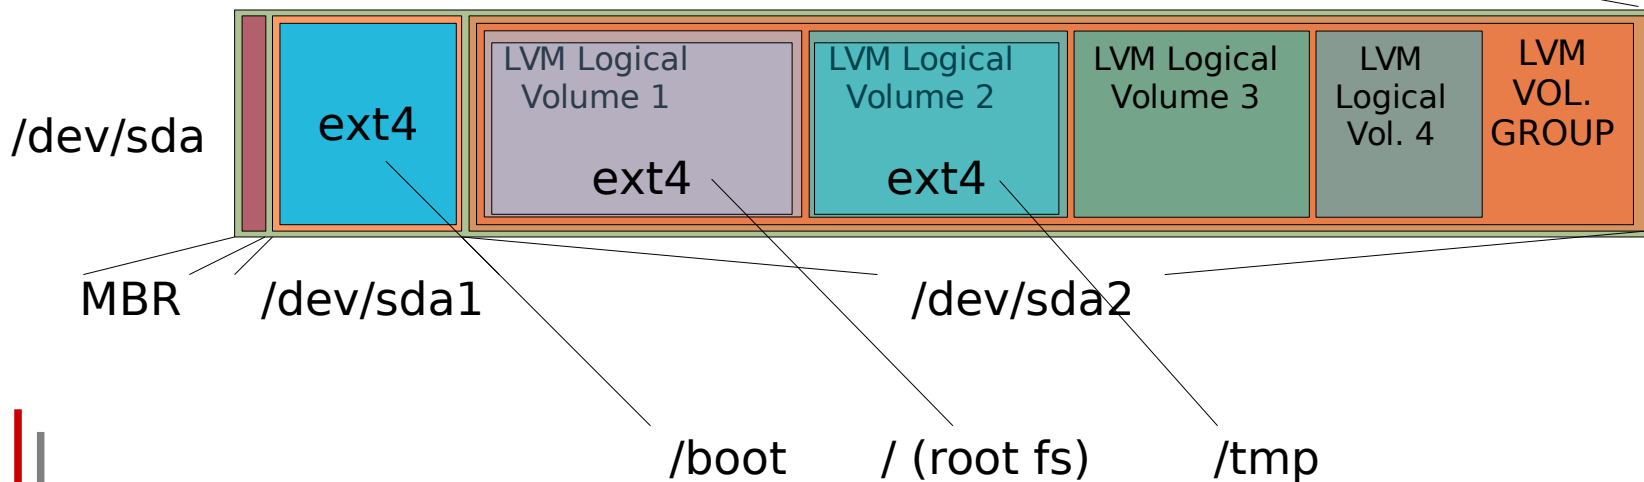 /dev/sda
ext4
LVM Logical
Volume 1
ext4
LVM Logical
Volume 2
ext4
LVM Logical
Volume 3
LVM
Logical
Vol. 4
LVM
VOL.
GROUP
MBR
/dev/sda1
/dev/sda2
/boot
/ (root fs)
/tmp